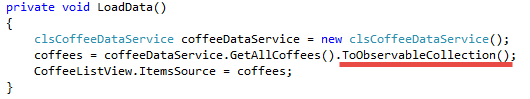 private void LoadData()
{
    clsCoffeeDataService coffeeDataService = new clsCoffeeDataService();
    coffees = coffeeDataService.GetAllCoffees().ToObservableCollection();
    CoffeeListView.ItemsSource = coffees;
}